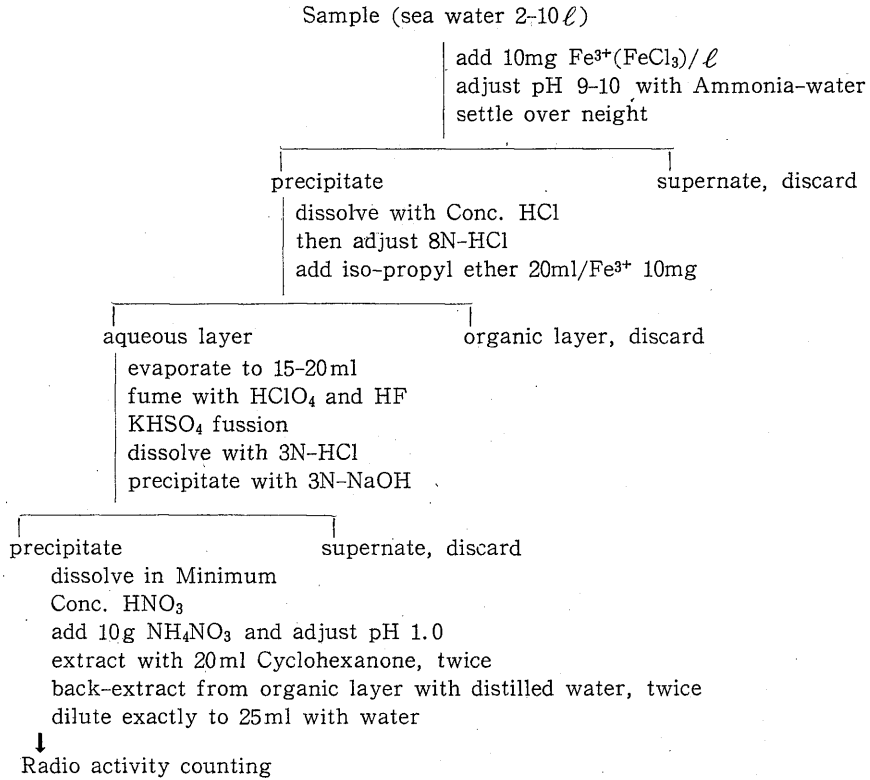 Sample (sea water 2-10ℓ)
add 10mg Fe³⁺(FeCl₃)/ℓ
adjust pH 9-10 with Ammonia-water
settle over neight
precipitate supernate, discard
dissolve with Conc. HCl
then adjust 8N-HCl
add iso-propyl ether 20ml/Fe³⁺ 10mg
aqueous layer organic layer, discard
evaporate to 15-20ml
fume with HClO₄ and HF
KHSO₄ fussion
dissolve with 3N-HCl
precipitate with 3N-NaOH
precipitate supernate, discard
dissolve in Minimum
Conc. HNO₃
add 10g NH₄NO₃ and adjust pH 1.0
extract with 20ml Cyclohexanone, twice
back-extract from organic layer with distilled water, twice
dilute exactly to 25ml with water
Radio activity counting